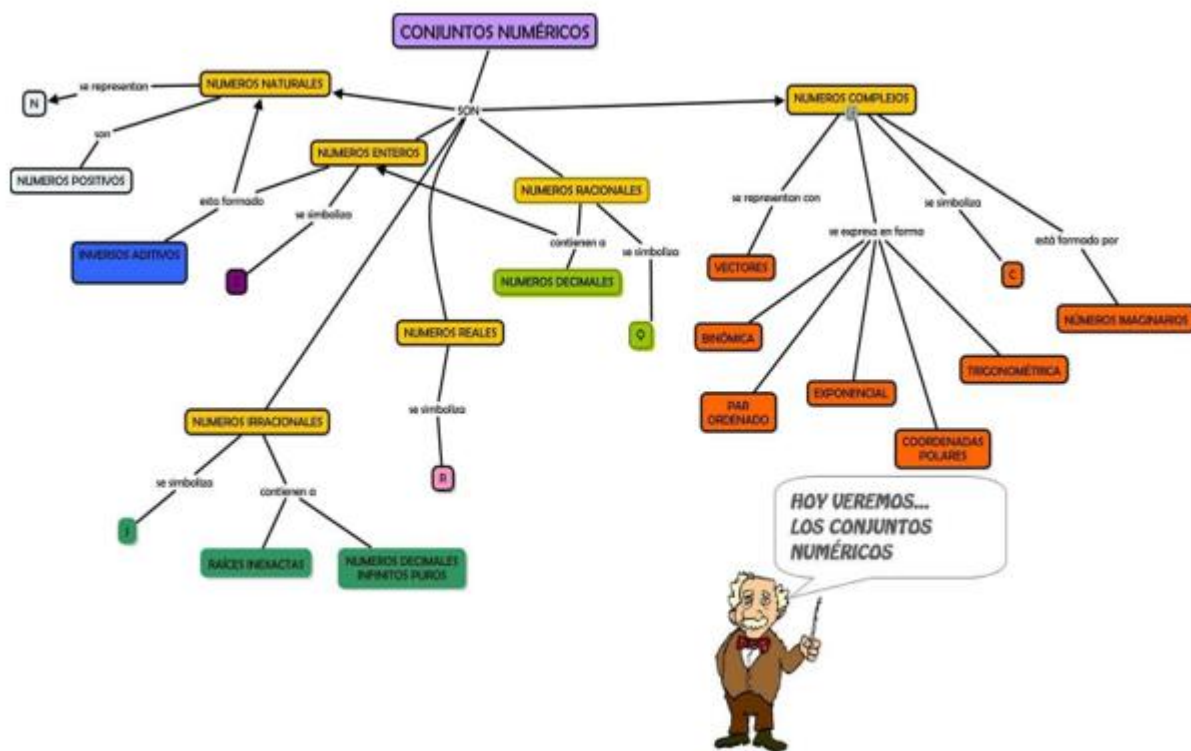 CONJUNTOS NUMÉRICOS
SON
NUMEROS NATURALES
se representan
N
son
NUMEROS POSITIVOS
NUMEROS ENTEROS
esta formado
INVERSOS ADITIVOS
se simboliza
NUMEROS RACIONALES
contienen a
NUMEROS DECIMALES
se simboliza
Q
NUMEROS REALES
se simboliza
R
NUMEROS IRRACIONALES
se simboliza
contienen a
RAÍCES INEXACTAS
NUMEROS DECIMALES
INFINITOS PUROS
NUMEROS COMPLEJOS
se representan con
VECTORES
se expresa en forma
BINÓMICA
PAR
ORDENADO
EXPONENCIAL
COORDENADAS
POLARES
TRIGONOMÉTRICA
se simboliza
C
está formado por
NÚMEROS IMAGINARIOS
HOY VEREMOS...
LOS CONJUNTOS
NUMÉRICOS